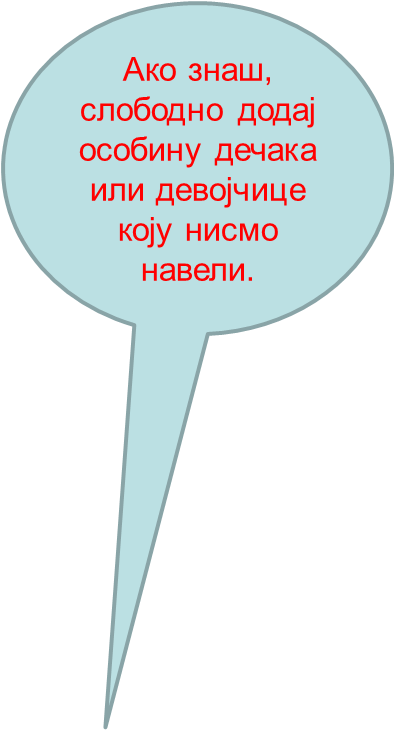 Ако знаш,
слободно додај
особину дечака
или девојчице
коју нисмо
навели.